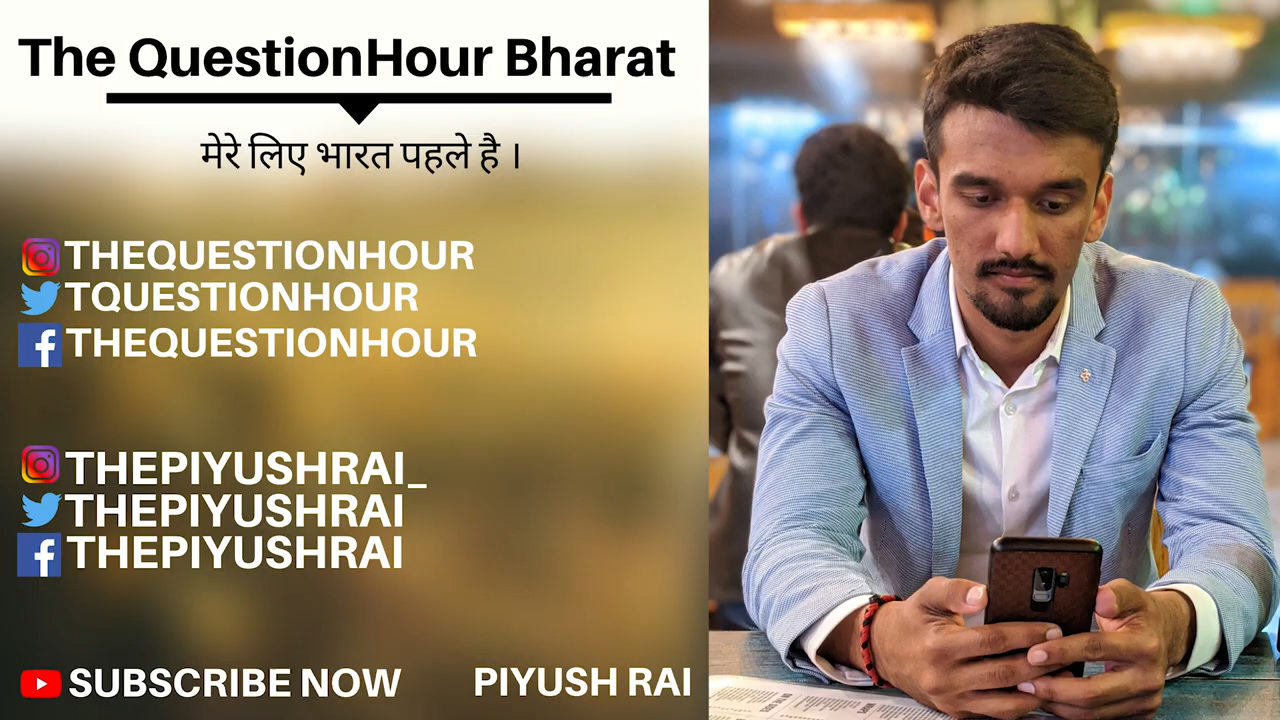 The QuestionHour Bharat
मेरे लिए भारत पहले है ।
THEQUESTIONHOUR
TQUESTIONHOUR
THEQUESTIONHOUR
THEPIYUSHRAI_
THEPIYUSHRAI
THEPIYUSHRAI
SUBSCRIBE NOW
PIYUSH RAI